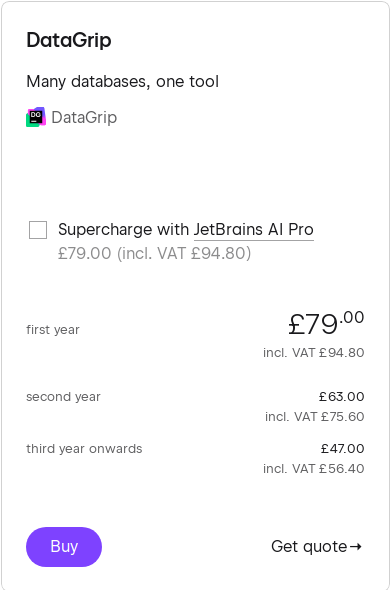 DataGrip
Many databases, one tool
DG DataGrip
Supercharge with JetBrains AI Pro
£79.00 (incl. VAT £94.80)
first year £79.00
incl. VAT £94.80
second year £63.00
incl. VAT £75.60
third year onwards £47.00
incl. VAT £56.40
Buy Get quote→